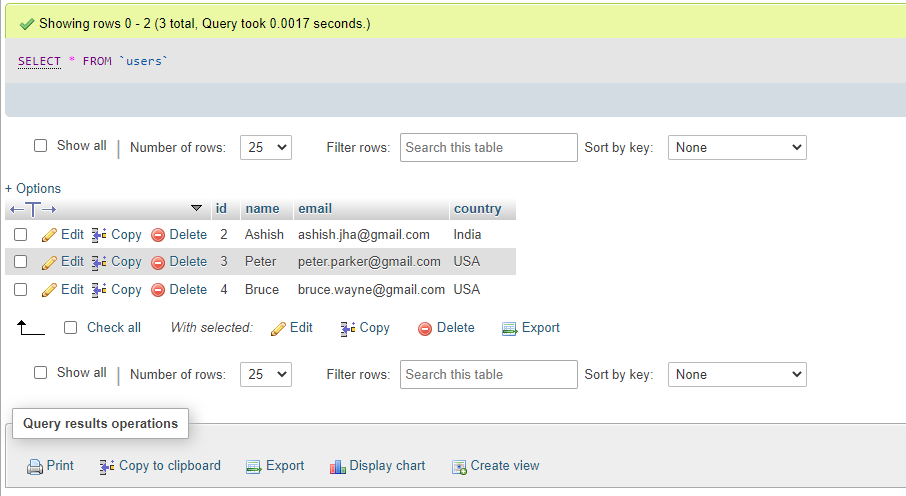 Showing rows 0 - 2 (3 total, Query took 0.0017 seconds.)
SELECT * FROM `users`
Show all Number of rows: 25 Filter rows: Search this table Sort by key: None
+ Options
id name email country
Edit Copy Delete 2 Ashish ashish.jha@gmail.com India
Edit Copy Delete 3 Peter peter.parker@gmail.com USA
Edit Copy Delete 4 Bruce bruce.wayne@gmail.com USA
Check all With selected: Edit Copy Delete Export
Show all Number of rows: 25 Filter rows: Search this table Sort by key: None
Query results operations
Print Copy to clipboard Export Display chart Create view